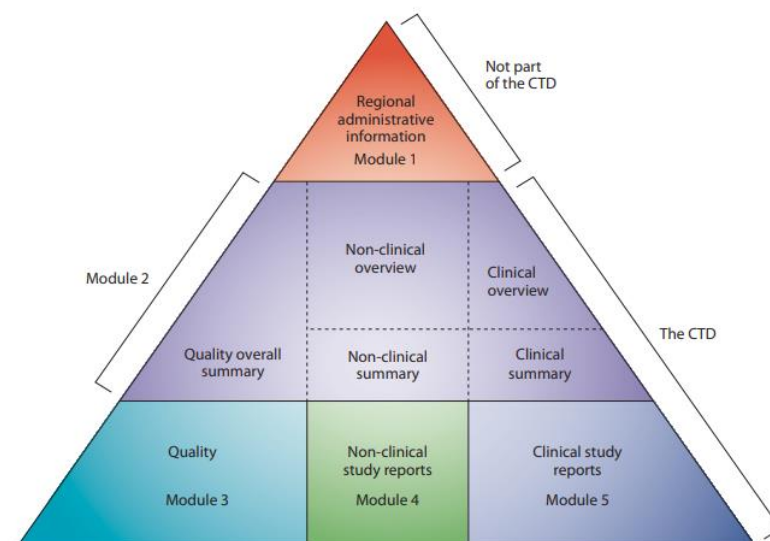 Not part
of the CTD
Regional
administrative
information
Module 1
Module 2
Non-clinical
overview
Clinical
overview
The CTD
Quality overall
summary
Non-clinical
summary
Clinical
summary
Quality
Module 3
Non-clinical
study reports
Module 4
Clinical study
reports
Module 5